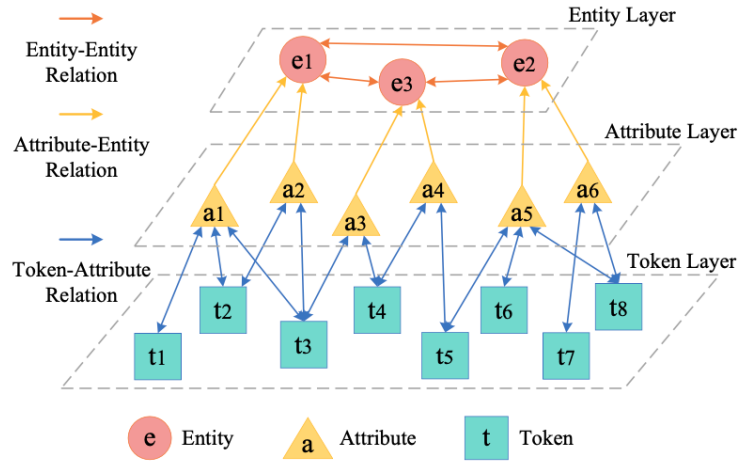 Entity Layer
Entity-Entity
Relation
e1
e2
e3
Attribute-Entity
Relation
Attribute Layer
a1
a2
a3
a4
a5
a6
Token-Attribute
Relation
Token Layer
t1
t2
t3
t4
t5
t6
t7
t8
e Entity
a Attribute
t Token